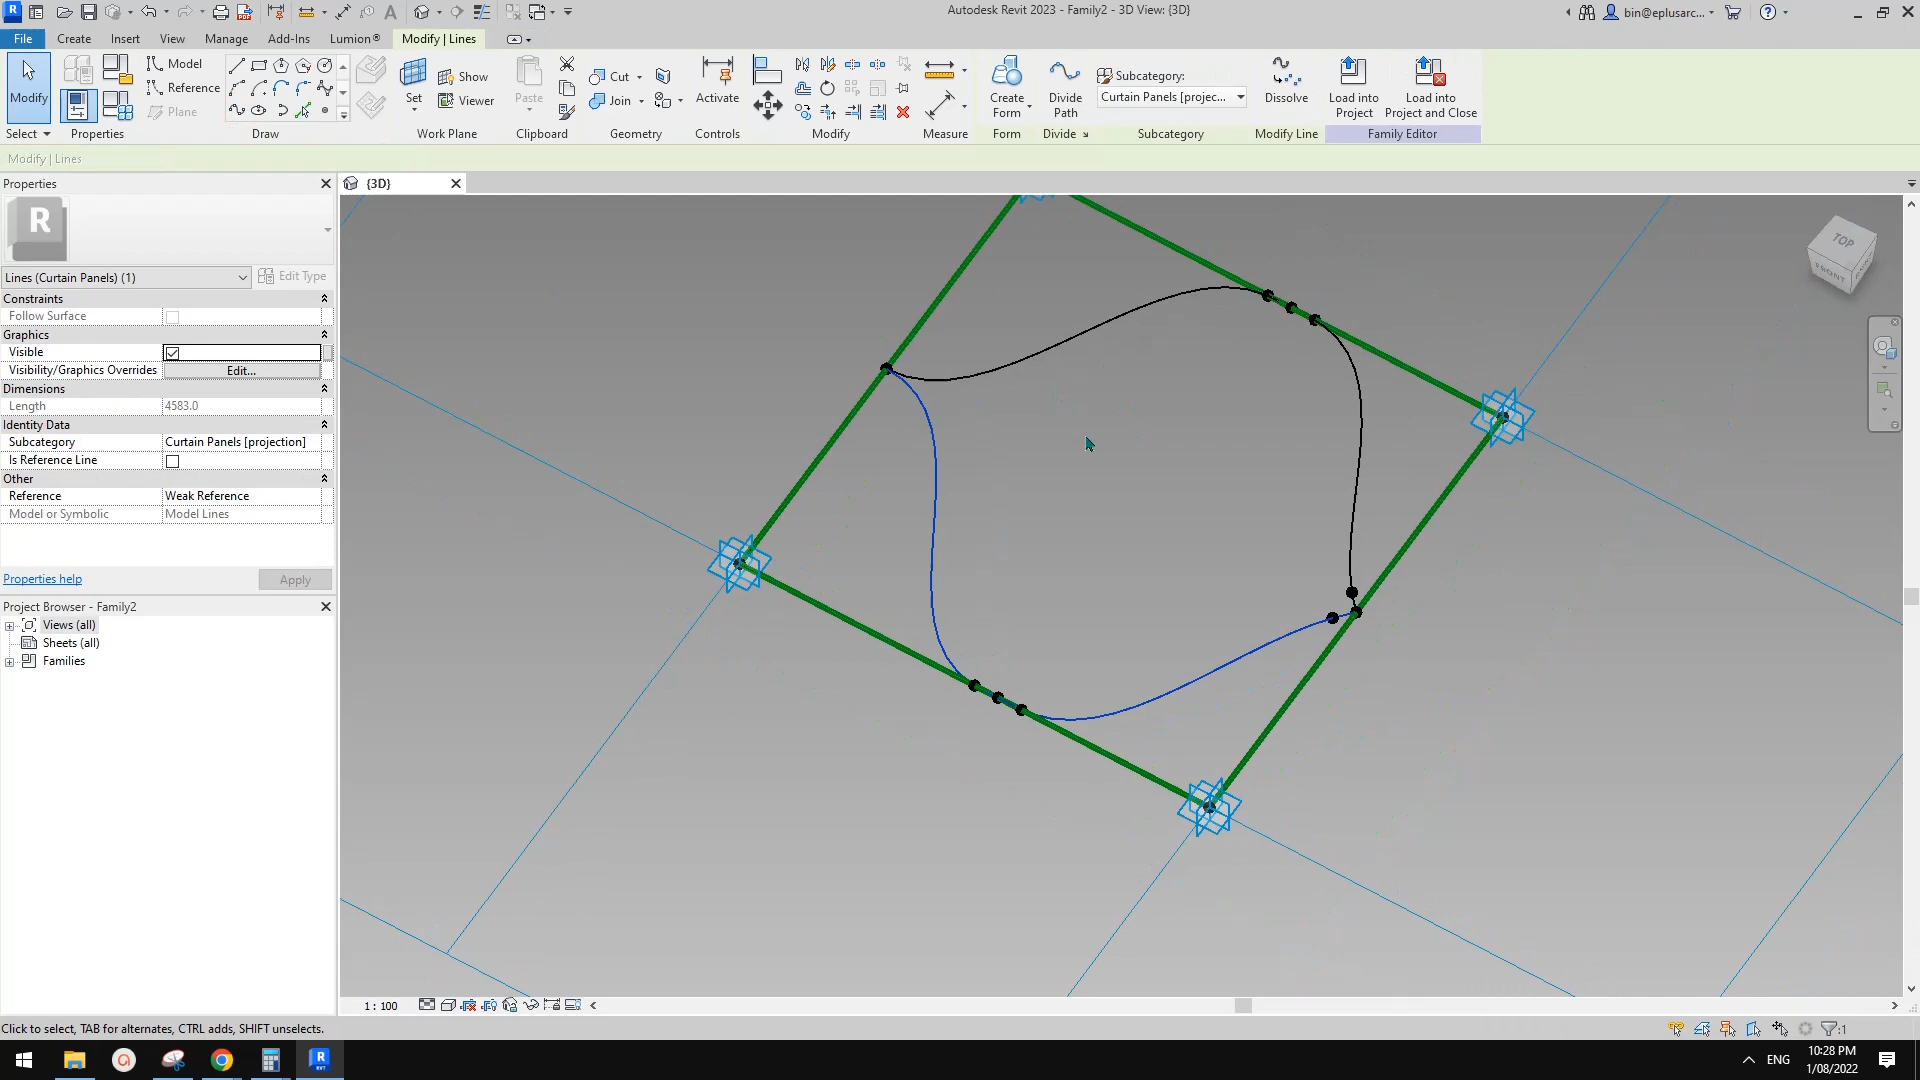 Autodesk Revit 2023 - Family2 - 3D View: {3D}
bin@eplusarc...
File Create Insert View Manage Add-Ins Lumion® Modify | Lines
Modify
Model
Reference
Plane
Set
Show
Viewer
Paste
Cut
Join
Activate
Create
Form
Divide
Path
Subcategory:
Curtain Panels [projec...
Dissolve
Load into
Project
Load into
Project and Close
Select Properties Draw Work Plane Clipboard Geometry Controls Modify Measure Form Divide Subcategory Modify Line Family Editor
Modify | Lines
Properties
{3D}
R
Lines (Curtain Panels) (1)
Edit Type
Constraints
Follow Surface
Graphics
Visible
Visibility/Graphics Overrides Edit...
Dimensions
Length 4583.0
Identity Data
Subcategory Curtain Panels [projection]
Is Reference Line
Other
Reference Weak Reference
Model or Symbolic Model Lines
Properties help
Apply
Project Browser - Family2
Views (all)
Sheets (all)
Families
TOP
FRONT
1 : 100
Click to select, TAB for alternates, CTRL adds, SHIFT unselects.
:1
ENG
10:28 PM
1/08/2022